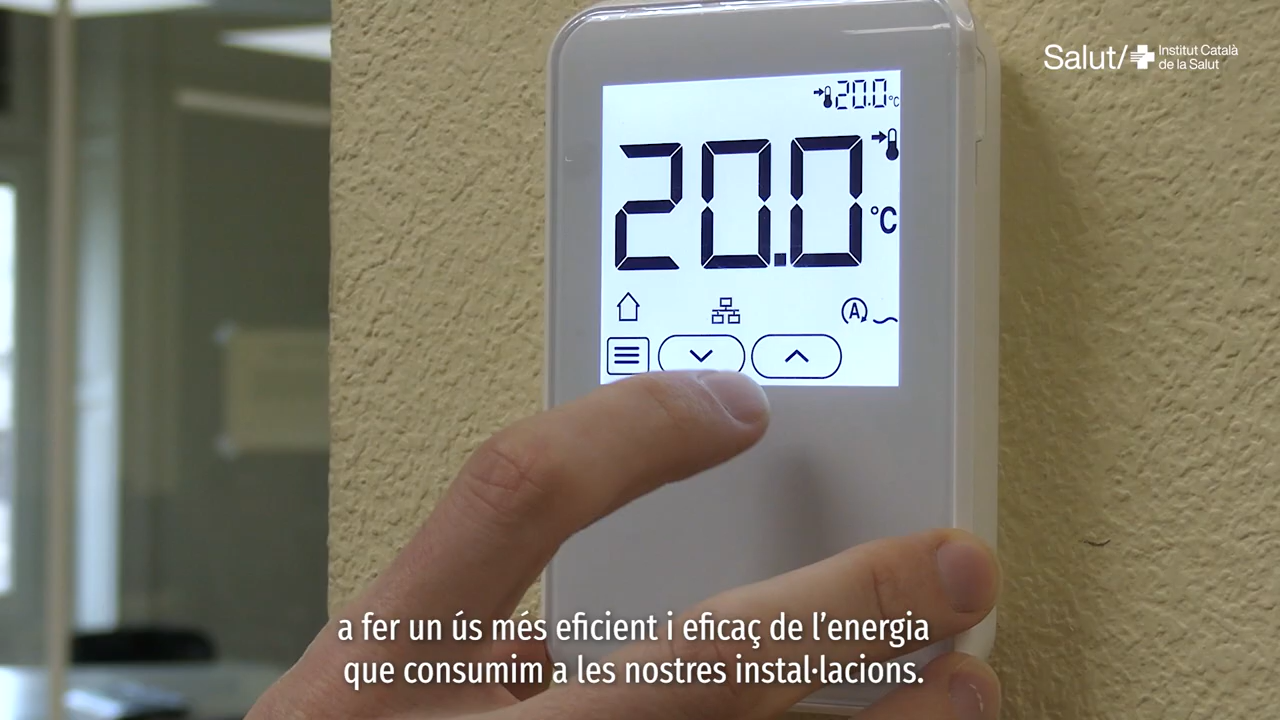 Salut/ Institut Català
de la Salut
20.0 °C
20.0
°C
A
a fer un ús més eficient i eficaç de l’energia
que consumim a les nostres instal·lacions.